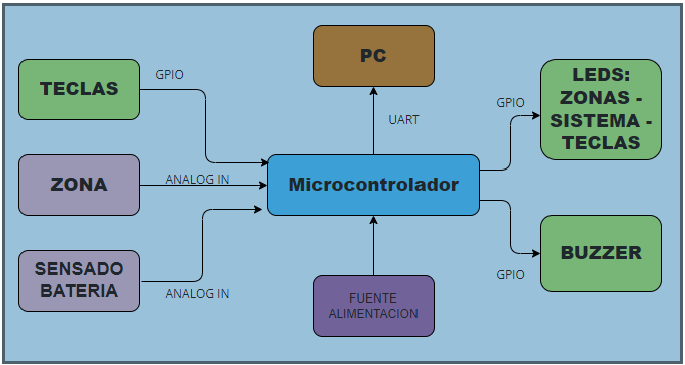 PC
TECLAS
GPIO
UART
GPIO
LEDS:
ZONAS -
SISTEMA -
TECLAS
ZONA
ANALOG IN
Microcontrolador
SENSADO
BATERIA
ANALOG IN
FUENTE
ALIMENTACION
GPIO
BUZZER